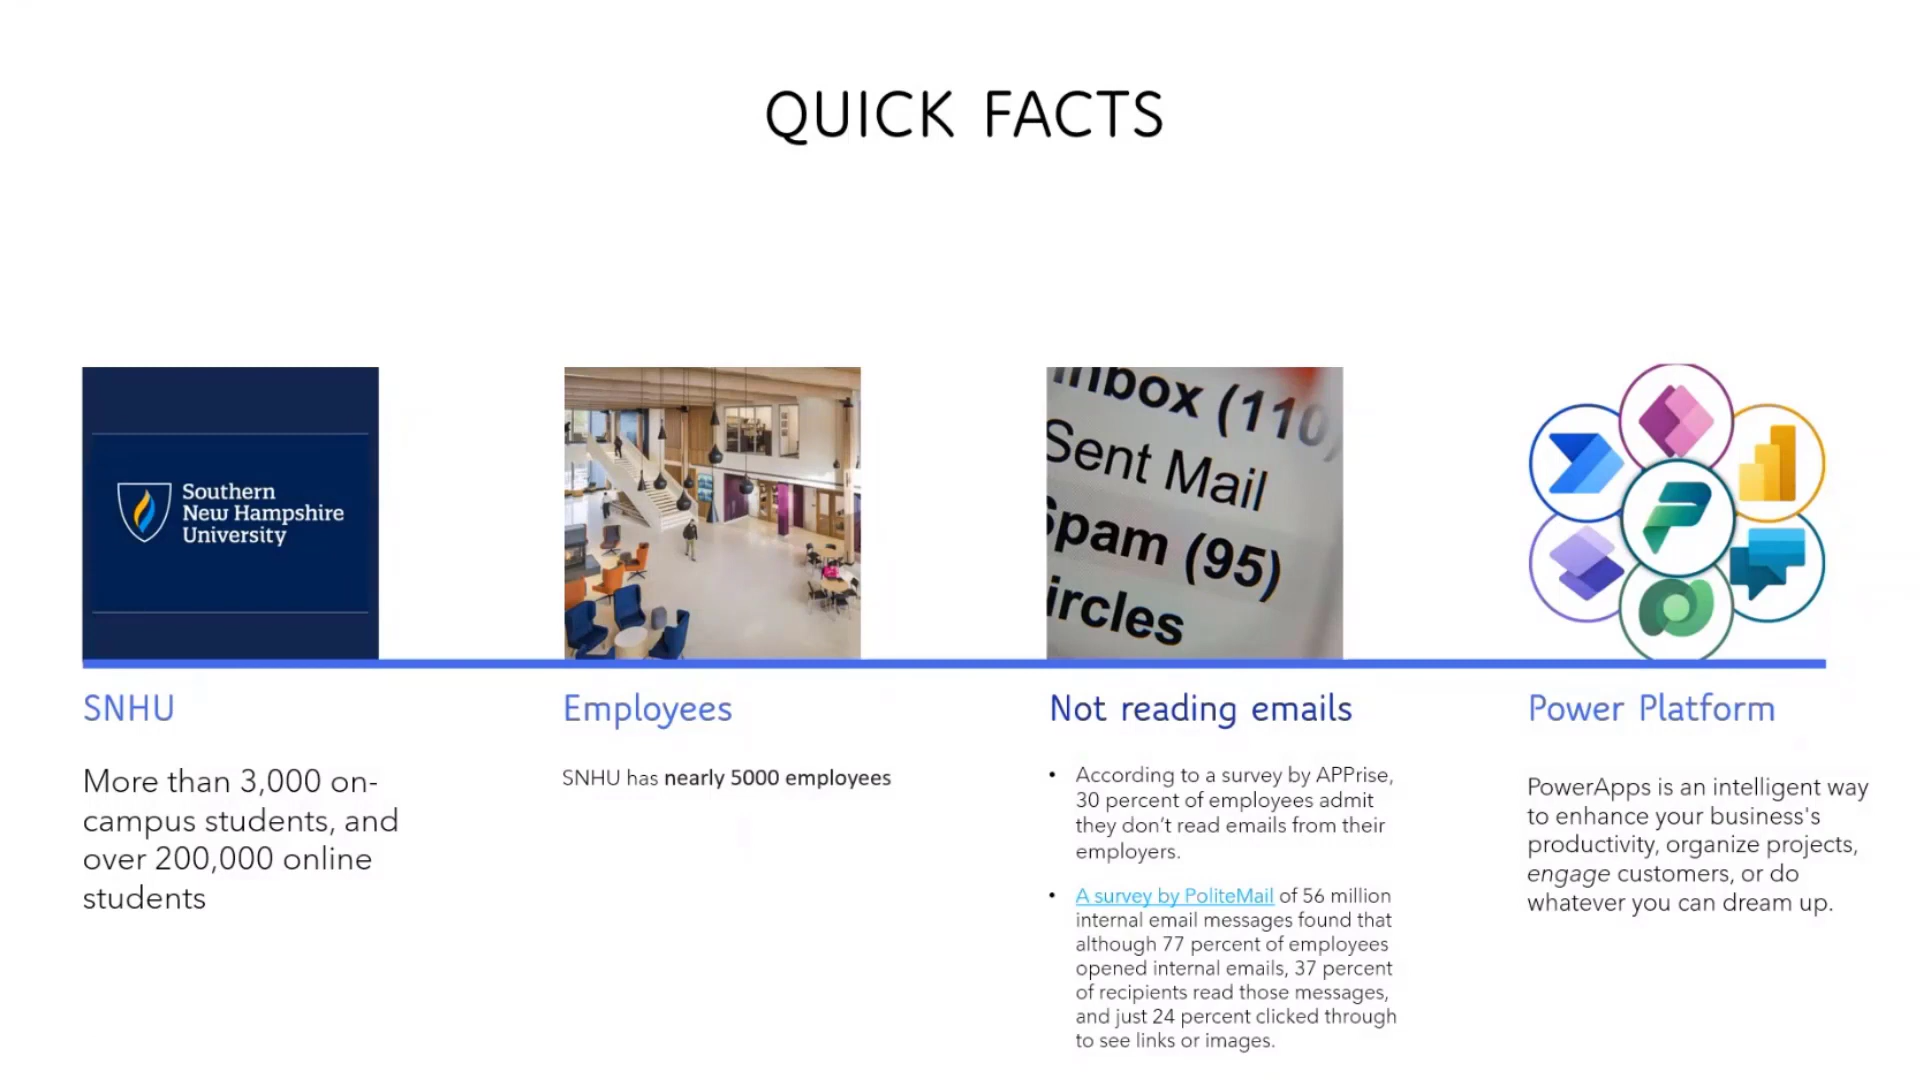 QUICK FACTS
Southern
New Hampshire
University
Inbox (110)
Sent Mail
Spam (95)
ircles
SNHU
More than 3,000 on-
campus students, and
over 200,000 online
students
Employees
SNHU has nearly 5000 employees
Not reading emails
• According to a survey by APPrise,
30 percent of employees admit
they don’t read emails from their
employers.
• A survey by PoliteMail of 56 million
internal email messages found that
although 77 percent of employees
opened internal emails, 37 percent
of recipients read those messages,
and just 24 percent clicked through
to see links or images.
Power Platform
PowerApps is an intelligent way
to enhance your business's
productivity, organize projects,
engage customers, or do
whatever you can dream up.